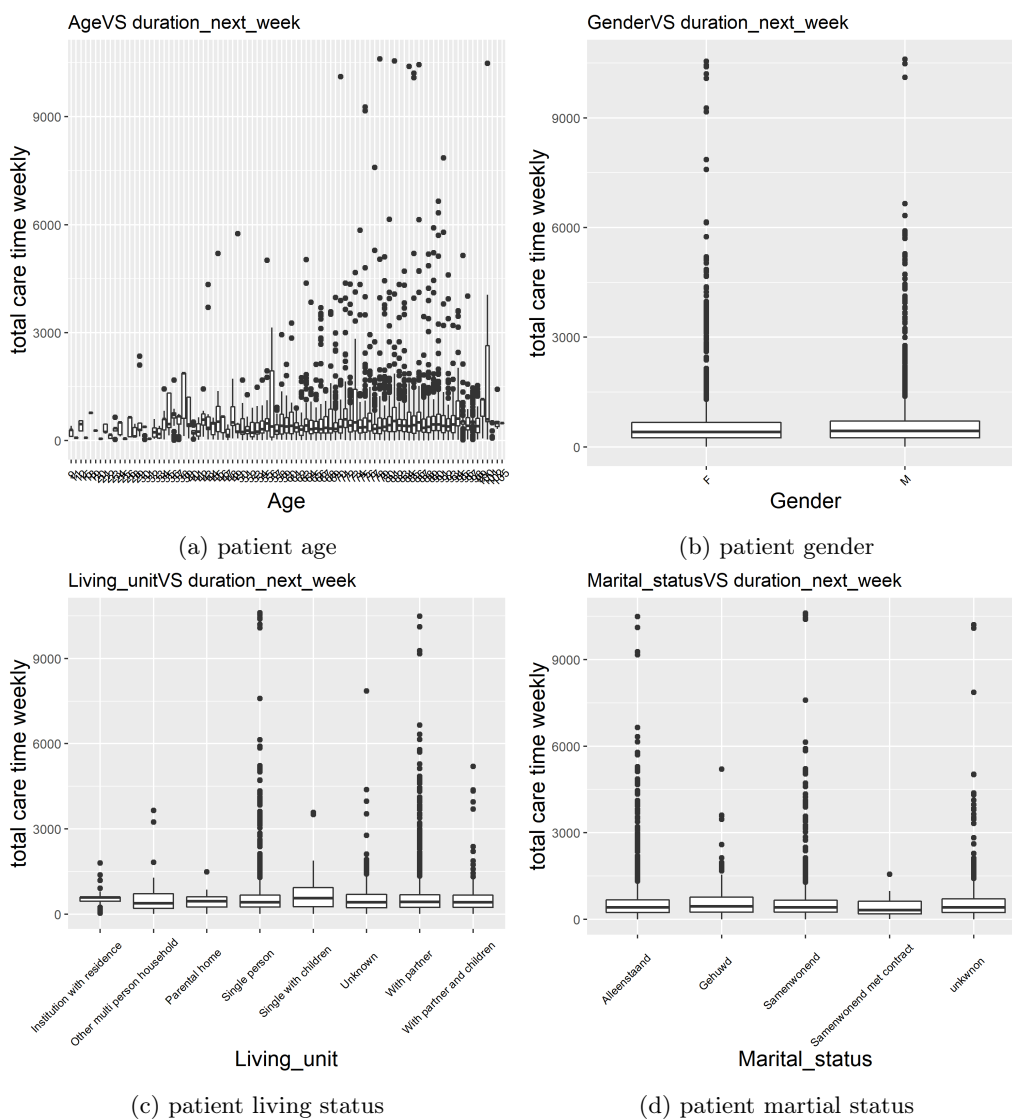 AgeVS duration_next_week
total care time weekly
9000
6000
3000
0
Age
(a) patient age
GenderVS duration_next_week
total care time weekly
9000
6000
3000
0
F
M
Gender
(b) patient gender
Living_unitVS duration_next_week
total care time weekly
9000
6000
3000
0
Institution with residence
Other multi person household
Parental home
Single person
Single with children
Unknown
With partner
With partner and children
Living_unit
(c) patient living status
Marital_statusVS duration_next_week
total care time weekly
9000
6000
3000
0
Alleenstaand
Gehuwd
Samenwonend
Samenwonend met contract
unkwnon
Marital_status
(d) patient martial status